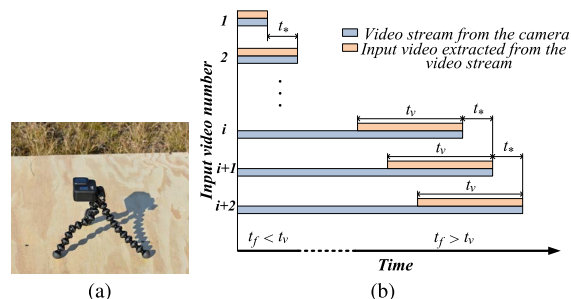 (a)
Input video number
1
t*
2
i
tv
t*
i+1
tv
t*
i+2
tv
Video stream from the camera
Input video extracted from the
video stream
tf < tv
tf > tv
Time
(b)